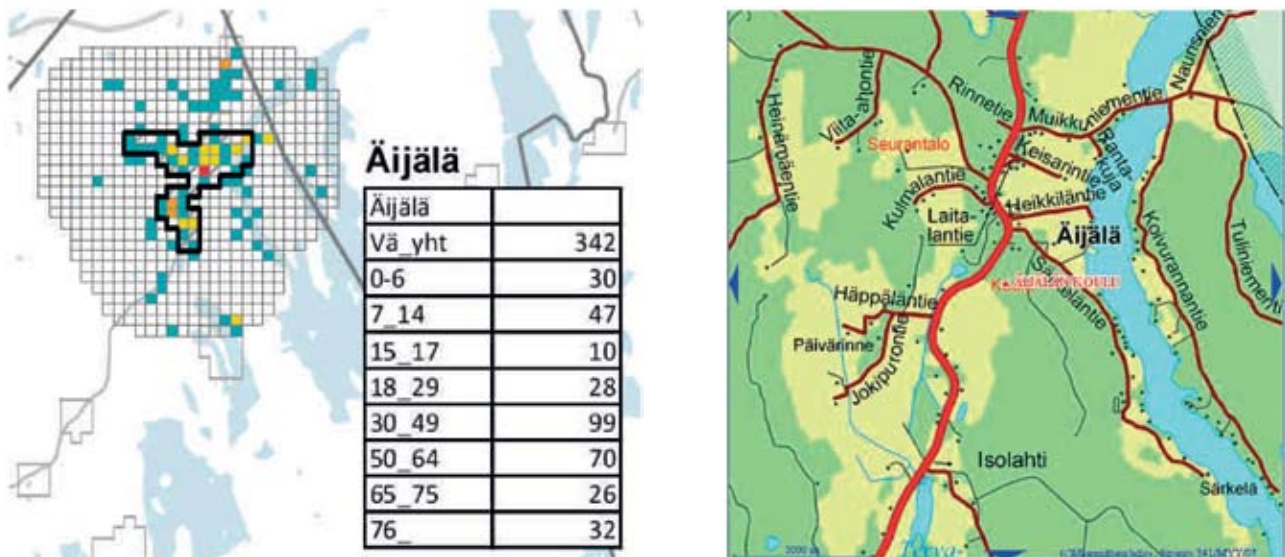 Äijälä
Äijälä
Vä_yht 342
0-6 30
7_14 47
15_17 10
18_29 28
30_49 99
50_64 70
65_75 26
76_ 32
Heinämäentie
Viita-ahontie
Rinnetie
Muikkuniementie
Seurantalo
Keisarintie
Ranta-
kuja
Kulmalantie
Heikkiläntie
Laita-
lantie
Äijälä
Koivurannantie
ÄIJÄLÄN KOULU
Häppäläntie
Päivärinne
Jokipurontie
Isolahti
Särkelä